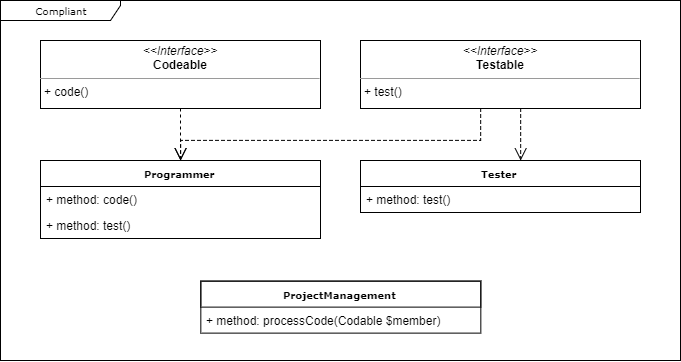 Compliant
<<Interface>>
Codeable
+ code()
<<Interface>>
Testable
+ test()
Programmer
+ method: code()
+ method: test()
Tester
+ method: test()
ProjectManagement
+ method: processCode(Codable $member)